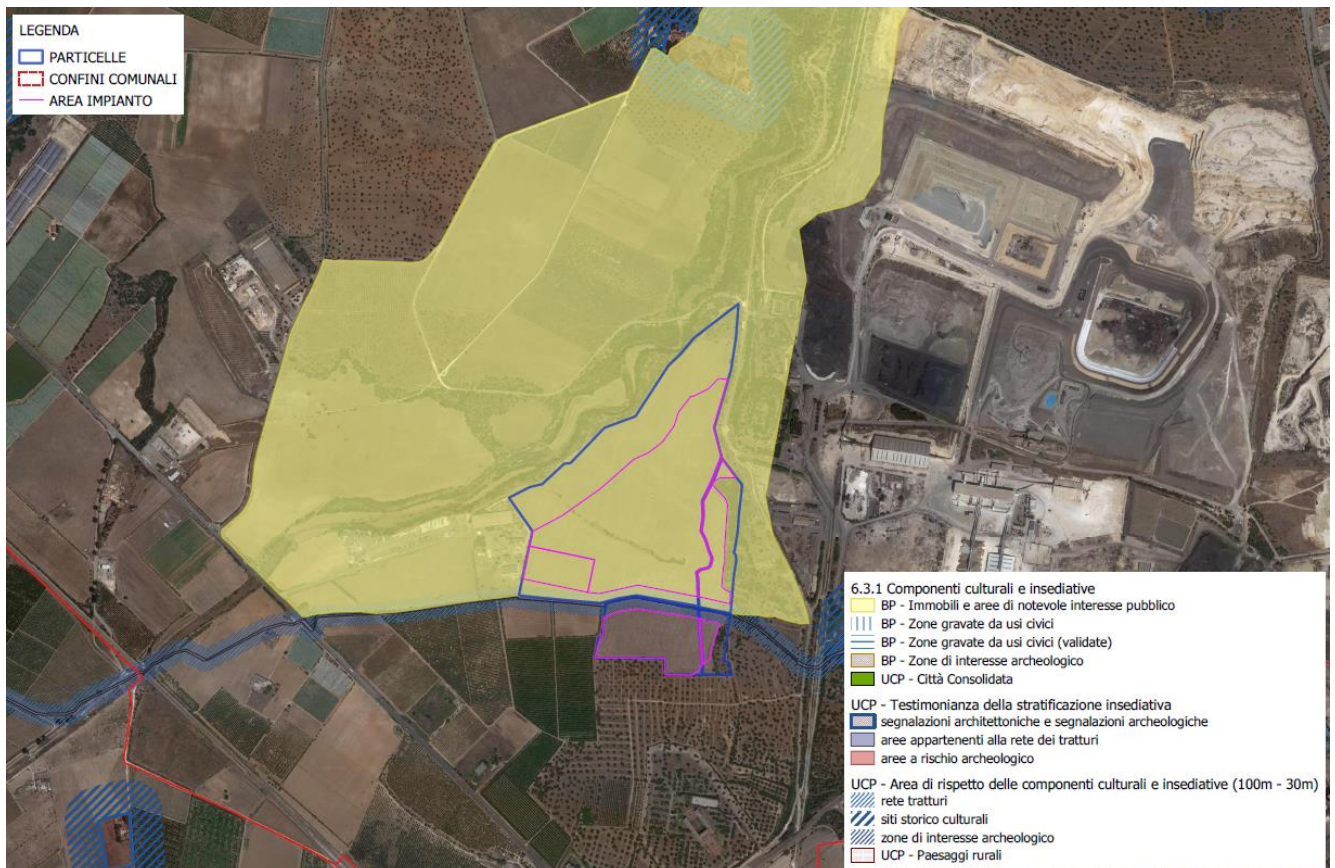 LEGENDA
PARTICELLE
CONFINI COMUNALI
AREA IMPIANTO
6.3.1 Componenti culturali e insediative
BP - Immobili e aree di notevole interesse pubblico
BP - Zone gravate da usi civici
BP - Zone gravate da usi civici (validate)
BP - Zone di interesse archeologico
UCP - Città Consolidata
UCP - Testimonianza della stratificazione insediativa
segnalazioni architettoniche e segnalazioni archeologiche
aree appartenenti alla rete dei tratturi
aree a rischio archeologico
UCP - Area di rispetto delle componenti culturali e insediative (100m - 30m)
rete tratturi
siti storico culturali
zone di interesse archeologico
UCP - Paesaggi rurali